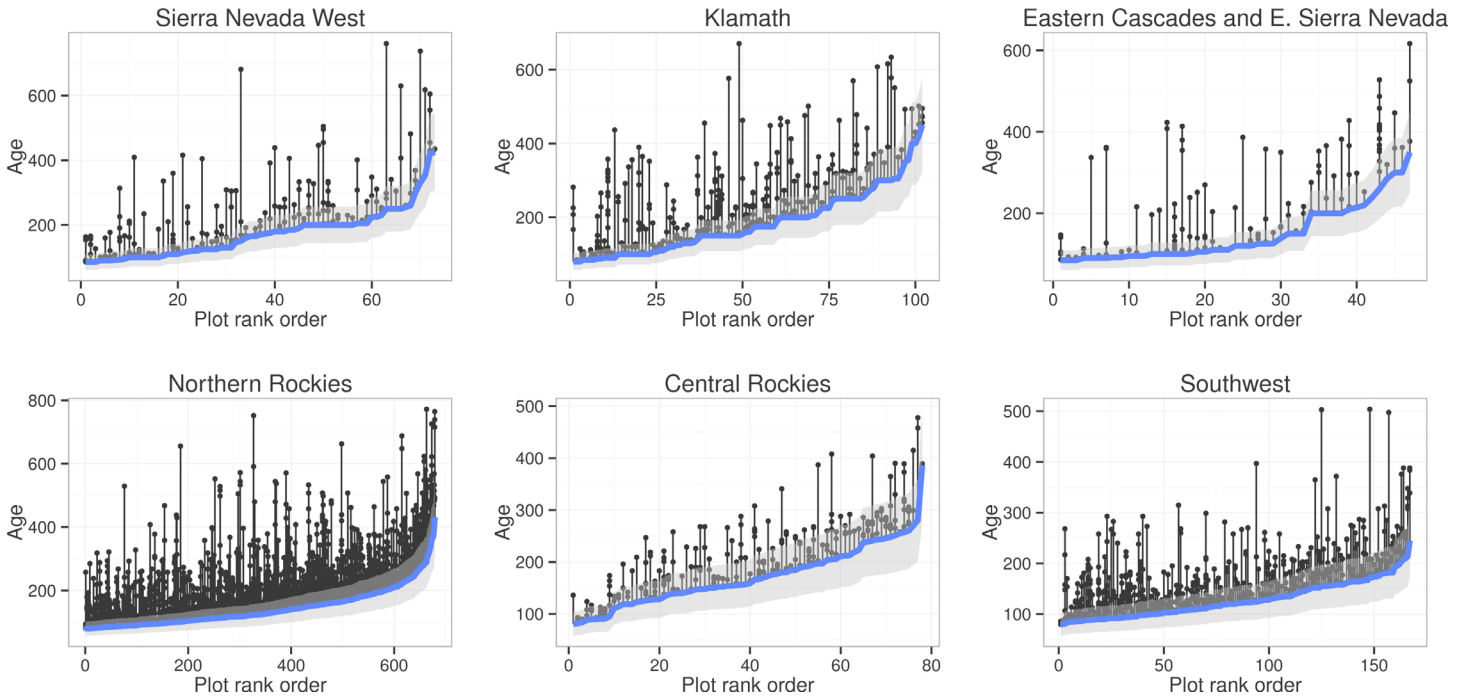 Sierra Nevada West
Age
600
400
200
0 20 40 60
Plot rank order
Klamath
Age
600
400
200
0 25 50 75 100
Plot rank order
Eastern Cascades and E. Sierra Nevada
Age
600
400
200
0 10 20 30 40
Plot rank order
Northern Rockies
Age
800
600
400
200
0 200 400 600
Plot rank order
Central Rockies
Age
500
400
300
200
100
0 20 40 60 80
Plot rank order
Southwest
Age
500
400
300
200
100
0 50 100 150
Plot rank order